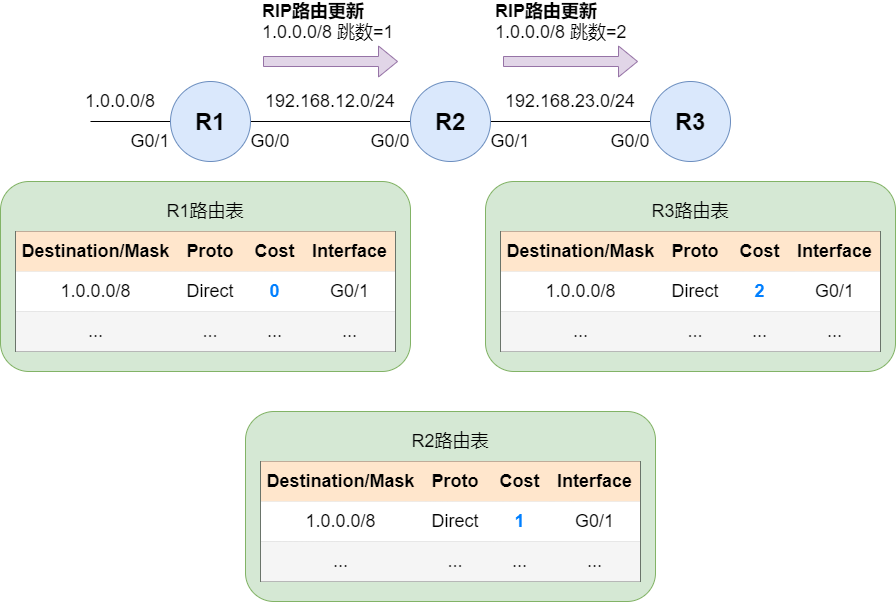 RIP路由更新
1.0.0.0/8 跳数=1
RIP路由更新
1.0.0.0/8 跳数=2
1.0.0.0/8
192.168.12.0/24
192.168.23.0/24
R1
R2
R3
G0/1
G0/0
G0/0
G0/1
G0/0
R1路由表
Destination/Mask Proto Cost Interface
1.0.0.0/8 Direct 0 G0/1
... ... ... ...
R3路由表
Destination/Mask Proto Cost Interface
1.0.0.0/8 Direct 2 G0/1
... ... ... ...
R2路由表
Destination/Mask Proto Cost Interface
1.0.0.0/8 Direct 1 G0/1
... ... ... ...